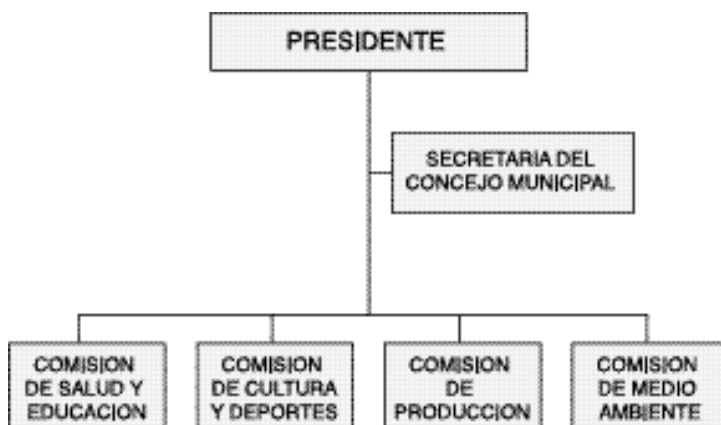 PRESIDENTE
SECRETARIA DEL
CONCEJO MUNICIPAL
COMISION
DE SALUD Y
EDUCACION
COMISION
DE CULTURA
Y DEPORTES
COMISION
DE
PRODUCCION
COMISION
DE MEDIO
AMBIENTE